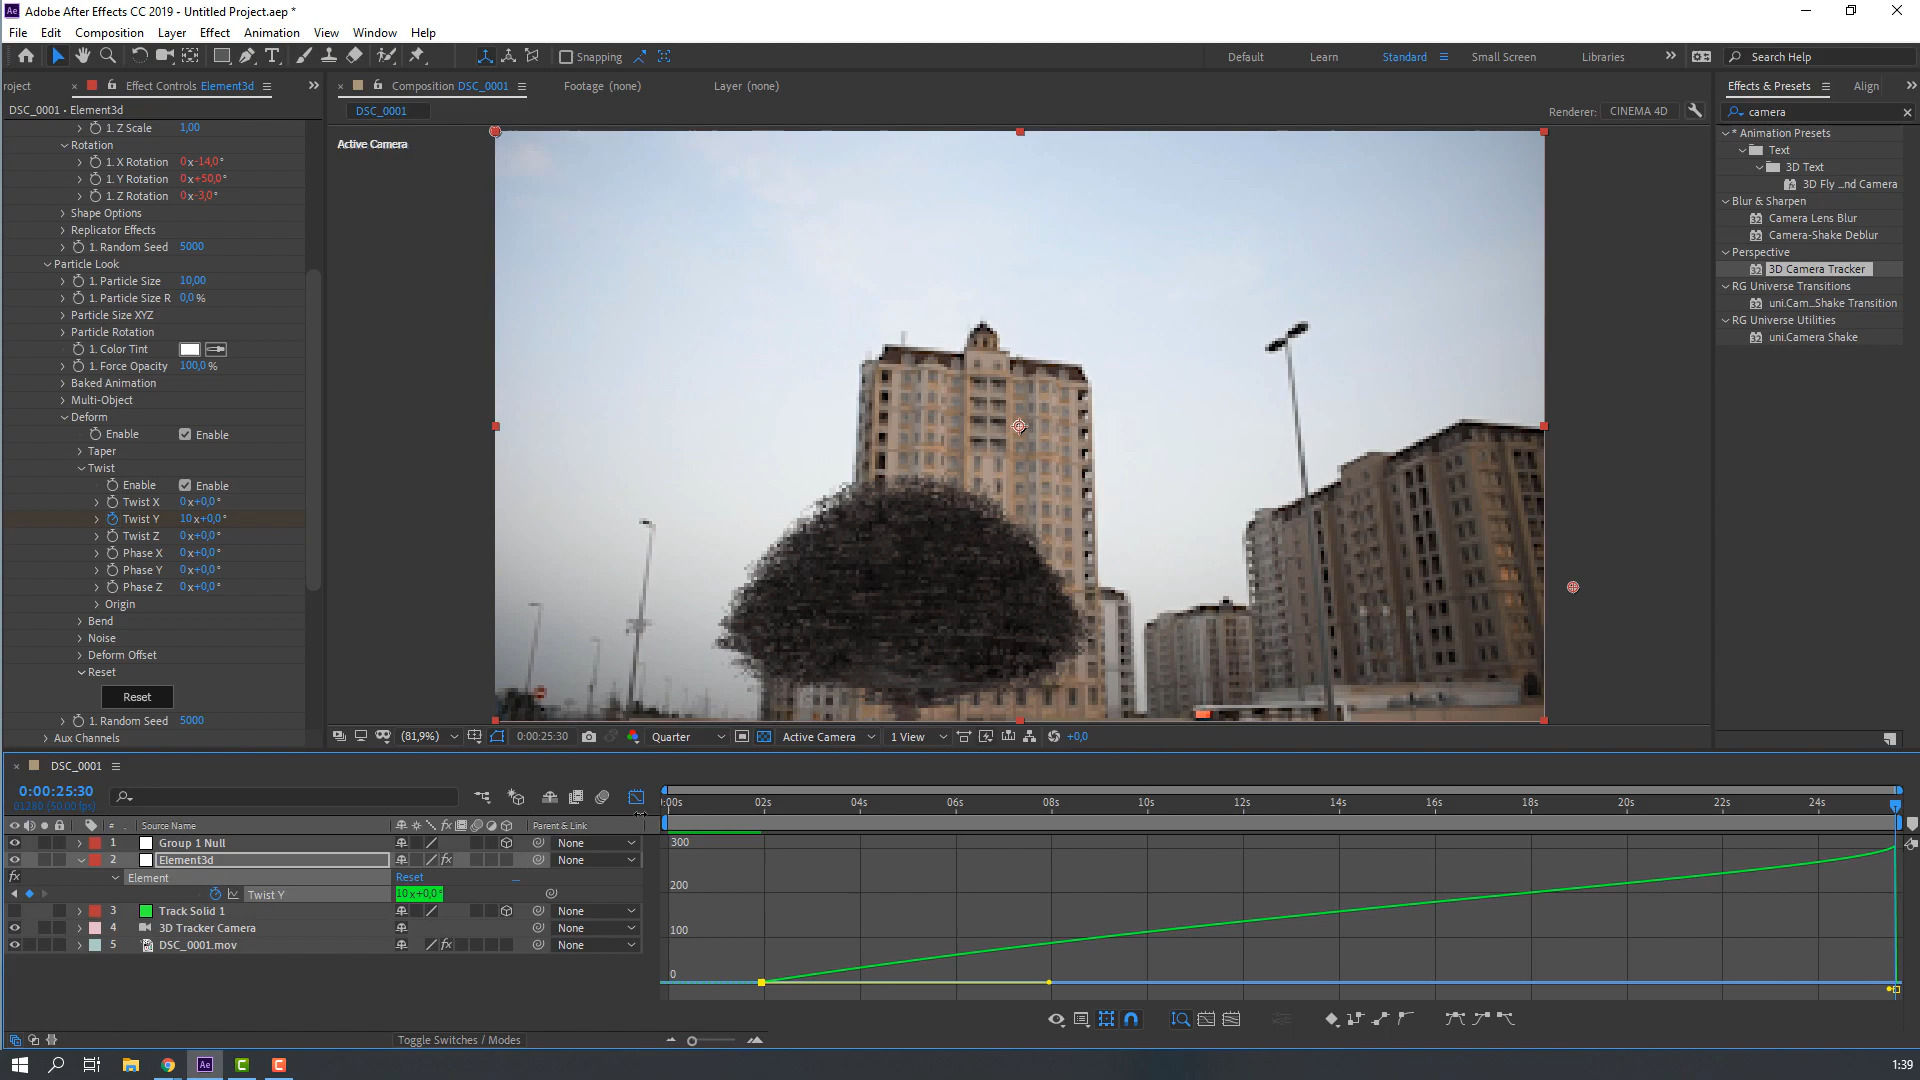 Adobe After Effects CC 2019 - Untitled Project.aep *
File Edit Composition Layer Effect Animation View Window Help
Snapping
Default Learn Standard Small Screen Libraries
Search Help
roject
Effect Controls Element3d
Composition DSC_0001
Footage (none)
Layer (none)
Effects & Presets
Align
DSC_0001 • Element3d
DSC_0001
Renderer: CINEMA 4D
camera
Active Camera
1. Z Scale 1,00
Rotation
1. X Rotation 0x-14,0°
1. Y Rotation 0x+50,0°
1. Z Rotation 0x-3,0°
Shape Options
Replicator Effects
1. Random Seed 5000
Particle Look
1. Particle Size 10,00
1. Particle Size R 0,0 %
Particle Size XYZ
Particle Rotation
1. Color Tint
1. Force Opacity 100,0 %
Baked Animation
Multi-Object
Deform
Enable Enable
Taper
Twist
Enable Enable
Twist X 0x+0,0°
Twist Y 10x+0,0°
Twist Z 0x+0,0°
Phase X 0x+0,0°
Phase Y 0x+0,0°
Phase Z 0x+0,0°
Origin
Bend
Noise
Deform Offset
Reset
Reset
1. Random Seed 5000
Aux Channels
* Animation Presets
Text
3D Text
3D Fly ...nd Camera
Blur & Sharpen
Camera Lens Blur
Camera-Shake Deblur
Perspective
3D Camera Tracker
RG Universe Transitions
uni.Cam...Shake Transition
RG Universe Utilities
uni.Camera Shake
(81,9%) 0:00:25:30 Quarter Active Camera 1 View +0,0
DSC_0001
0:00:25:30
01280 (50.00 fps)
# Source Name Parent & Link
1 Group 1 Null None
2 Element3d None
Element Reset
Twist Y 10x+0,0°
3 Track Solid 1 None
4 3D Tracker Camera None
5 DSC_0001.mov None
:00s 02s 04s 06s 08s 10s 12s 14s 16s 18s 20s 22s 24s
300
200
100
0
Toggle Switches / Modes
1:39